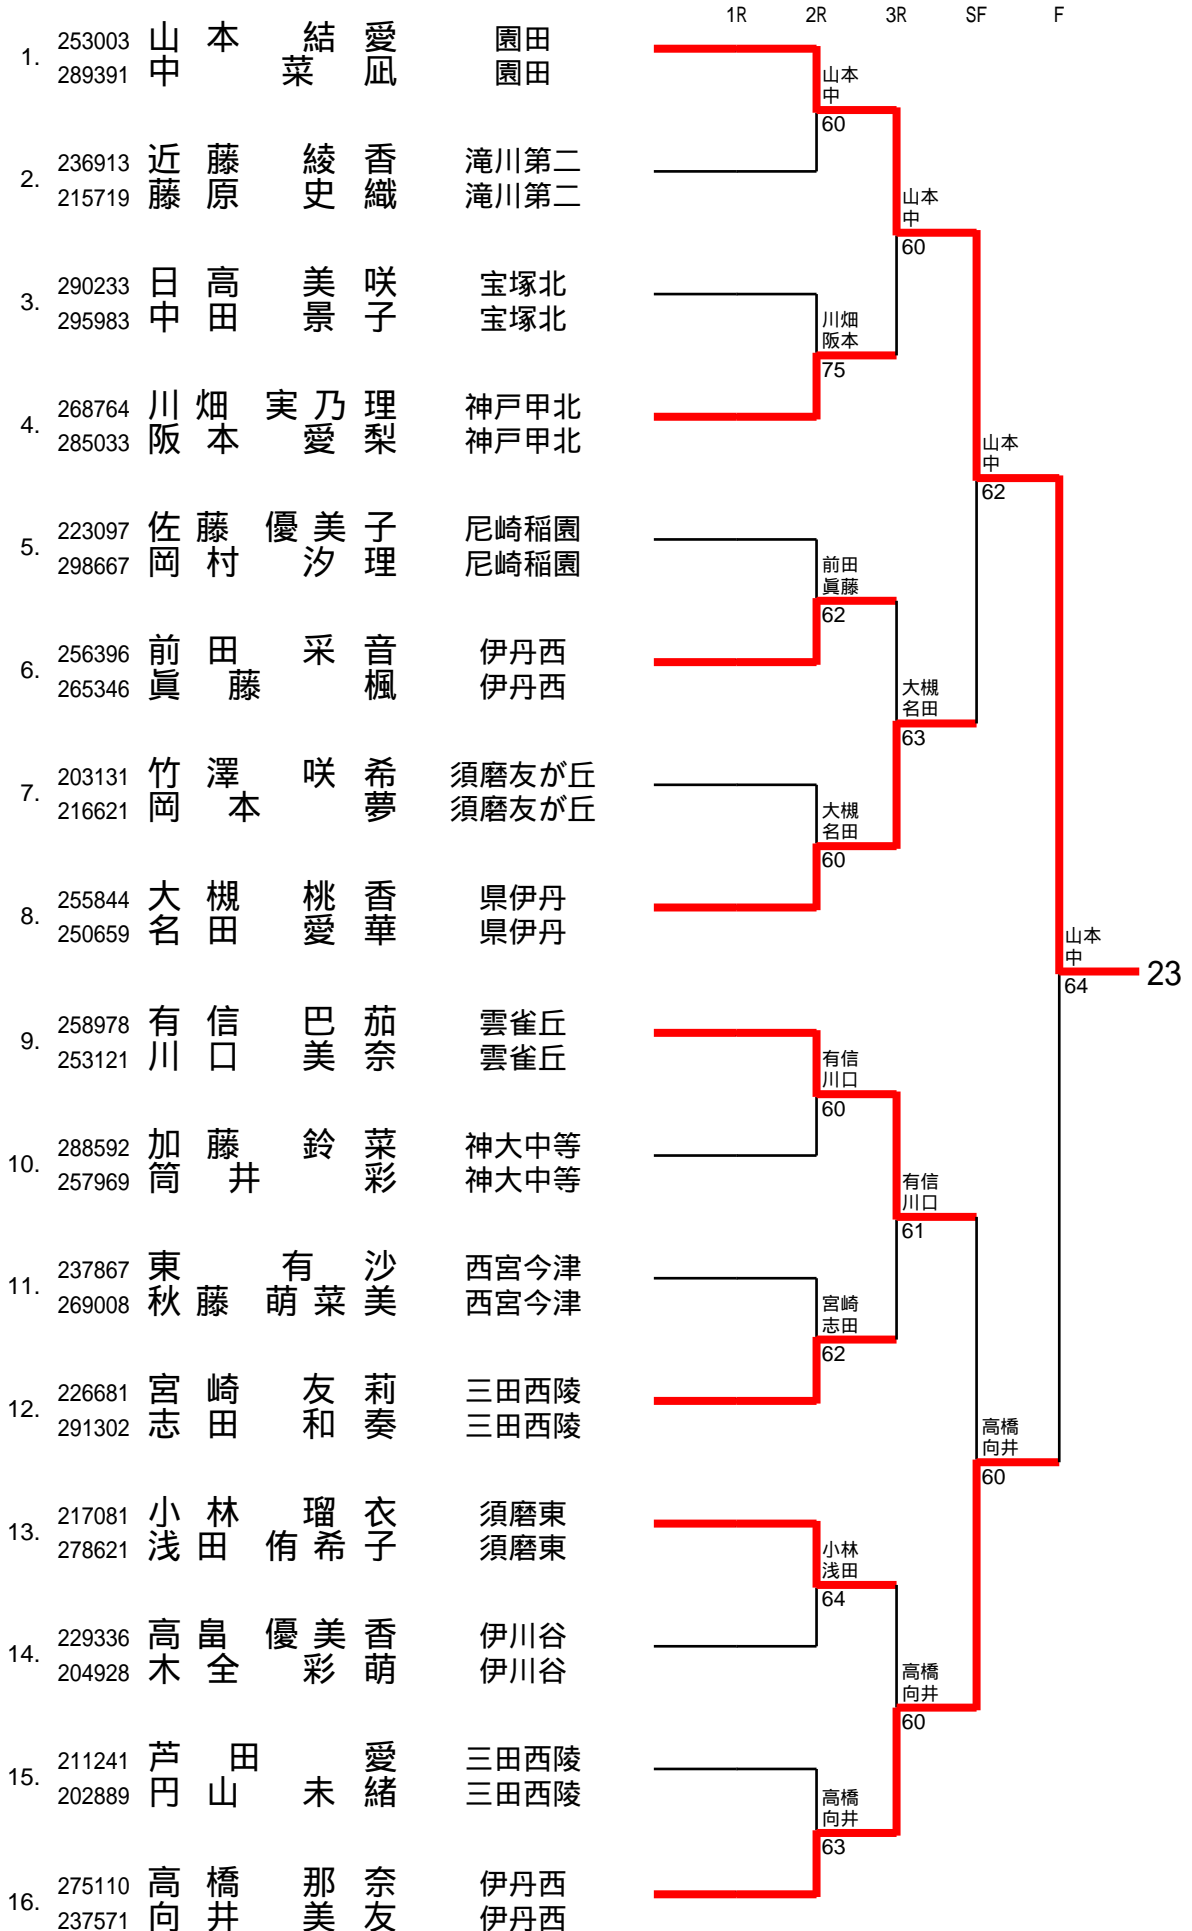 1R 2R 3R SF F
1. 253003 山本 結愛 園田
289391 中 菜凪 園田
山本
中
60
2. 236913 近藤 綾香 滝川第二
215719 藤原 史織 滝川第二
山本
中
60
3. 290233 日高 美咲 宝塚北
295983 中田 景子 宝塚北
川畑
阪本
75
4. 268764 川畑 実乃理 神戸甲北
285033 阪本 愛梨 神戸甲北
山本
中
62
5. 223097 佐藤 優美子 尼崎稲園
298667 岡村 汐理 尼崎稲園
前田
眞藤
62
6. 256396 前田 采音 伊丹西
265346 眞藤 楓 伊丹西
大槻
名田
63
7. 203131 竹澤 咲希 須磨友が丘
216621 岡本 夢 須磨友が丘
大槻
名田
60
8. 255844 大槻 桃香 県伊丹
250659 名田 愛華 県伊丹
山本
中
64
23
9. 258978 有信 巴茄 雲雀丘
253121 川口 美奈 雲雀丘
有信
川口
60
10. 288592 加藤 鈴菜 神大中等
257969 筒井 彩 神大中等
有信
川口
61
11. 237867 東 有沙 西宮今津
269008 秋藤 萌菜美 西宮今津
宮崎
志田
62
12. 226681 宮崎 友莉 三田西陵
291302 志田 和奏 三田西陵
高橋
向井
60
13. 217081 小林 瑠衣 須磨東
278621 浅田 侑希子 須磨東
小林
浅田
64
14. 229336 高畠 優美香 伊川谷
204928 木全 彩萌 伊川谷
高橋
向井
60
15. 211241 芦田 愛 三田西陵
202889 円山 未緒 三田西陵
高橋
向井
63
16. 275110 高橋 那奈 伊丹西
237571 向井 美友 伊丹西